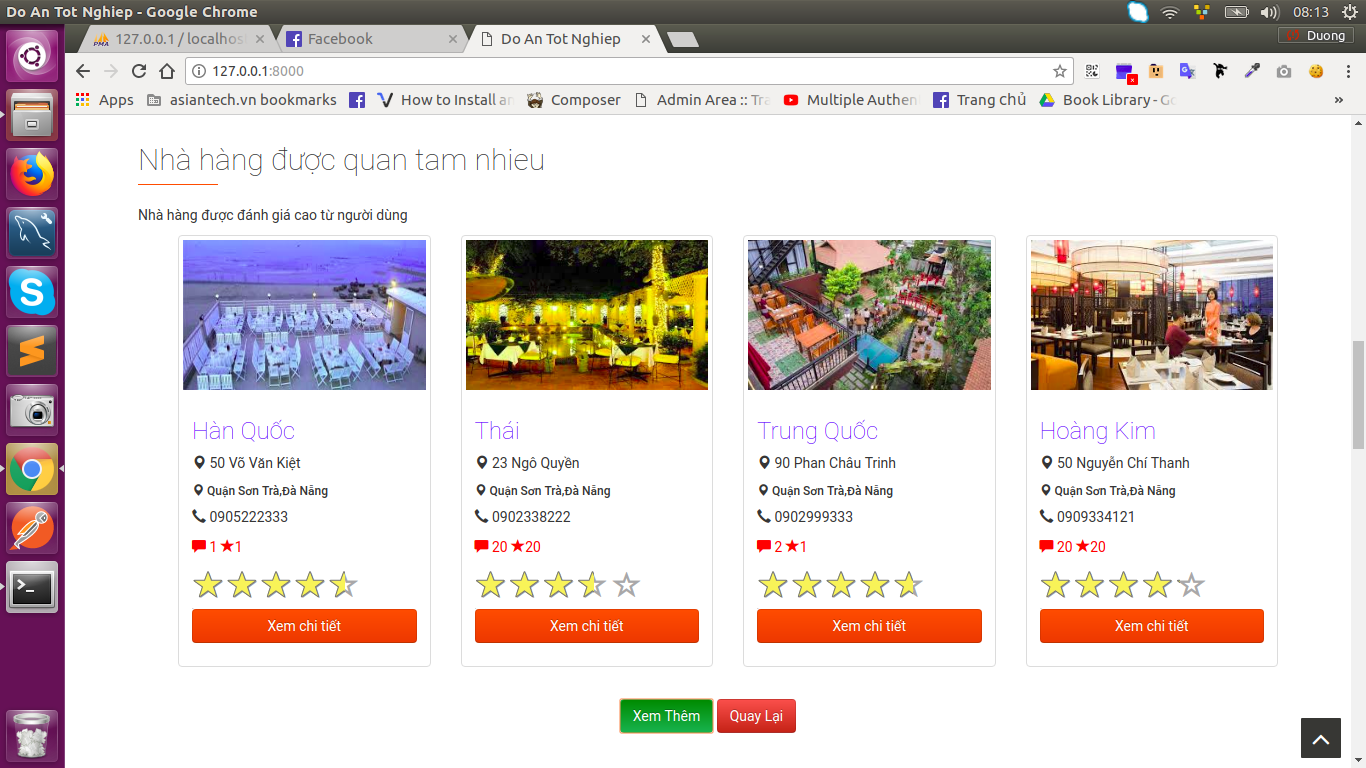 Do An Tot Nghiep - Google Chrome
08:13
PMA 127.0.0.1 / localhos
Facebook
Do An Tot Nghiep
Duong
127.0.0.1:8000
Apps
asiantech.vn bookmarks
How to Install an
Composer
Admin Area :: Tra
Multiple Authen
Trang chủ
Book Library - Go
»
Nhà hàng được quan tam nhieu
Nhà hàng được đánh giá cao từ người dùng
Hàn Quốc
50 Võ Văn Kiệt
Quận Sơn Trà,Đà Nẵng
0905222333
1 ★1
Xem chi tiết
Thái
23 Ngô Quyền
Quận Sơn Trà,Đà Nẵng
0902338222
20 ★20
Xem chi tiết
Trung Quốc
90 Phan Châu Trinh
Quận Sơn Trà,Đà Nẵng
0902999333
2 ★1
Xem chi tiết
Hoàng Kim
50 Nguyễn Chí Thanh
Quận Sơn Trà,Đà Nẵng
0909334121
20 ★20
Xem chi tiết
Xem Thêm
Quay Lại